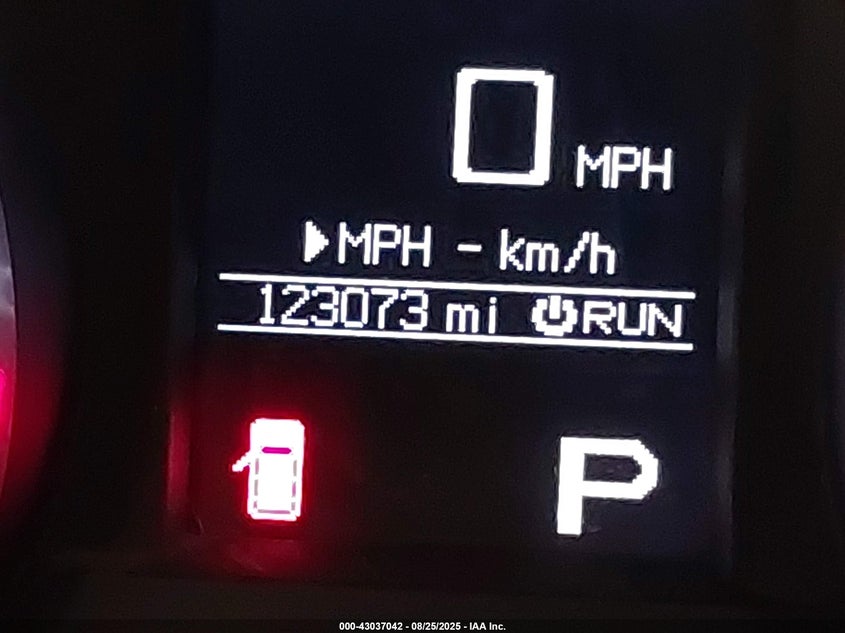 0 MPH
▶MPH - km/h
123073 mi ⏻RUN
P
000-43037042 - 08/25/2025 - IAA Inc.